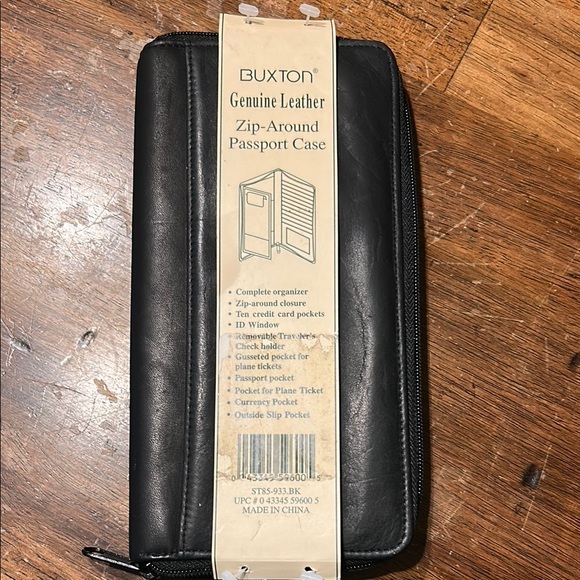 BUXTON®
Genuine Leather
Zip-Around
Passport Case
• Complete organizer
• Zip-around closure
• Ten credit card pockets
• ID Window
• Removable Traveler's
Check holder
• Gusseted pocket for
plane tickets
• Passport pocket
• Pocket for Plane Ticket
• Currency Pocket
• Outside Slip Pocket
0 43345 59600 5
ST85-933.BK
UPC # 0 43345 59600 5
MADE IN CHINA